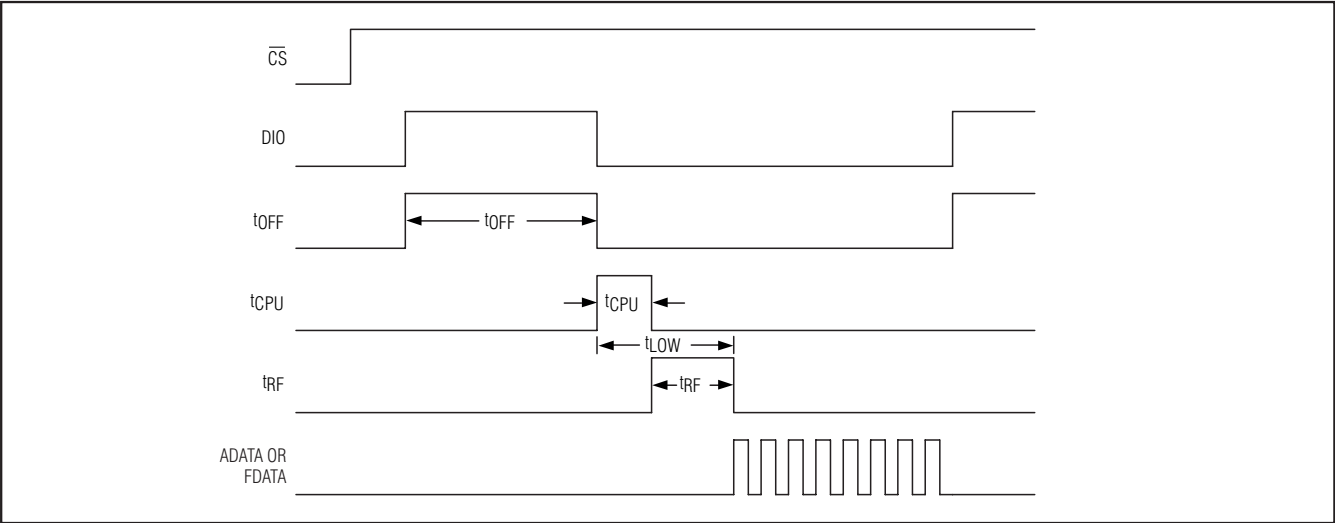 CS
DIO
tOFF
tOFF
tCPU
tCPU
tLOW
tRF
tRF
ADATA OR
FDATA